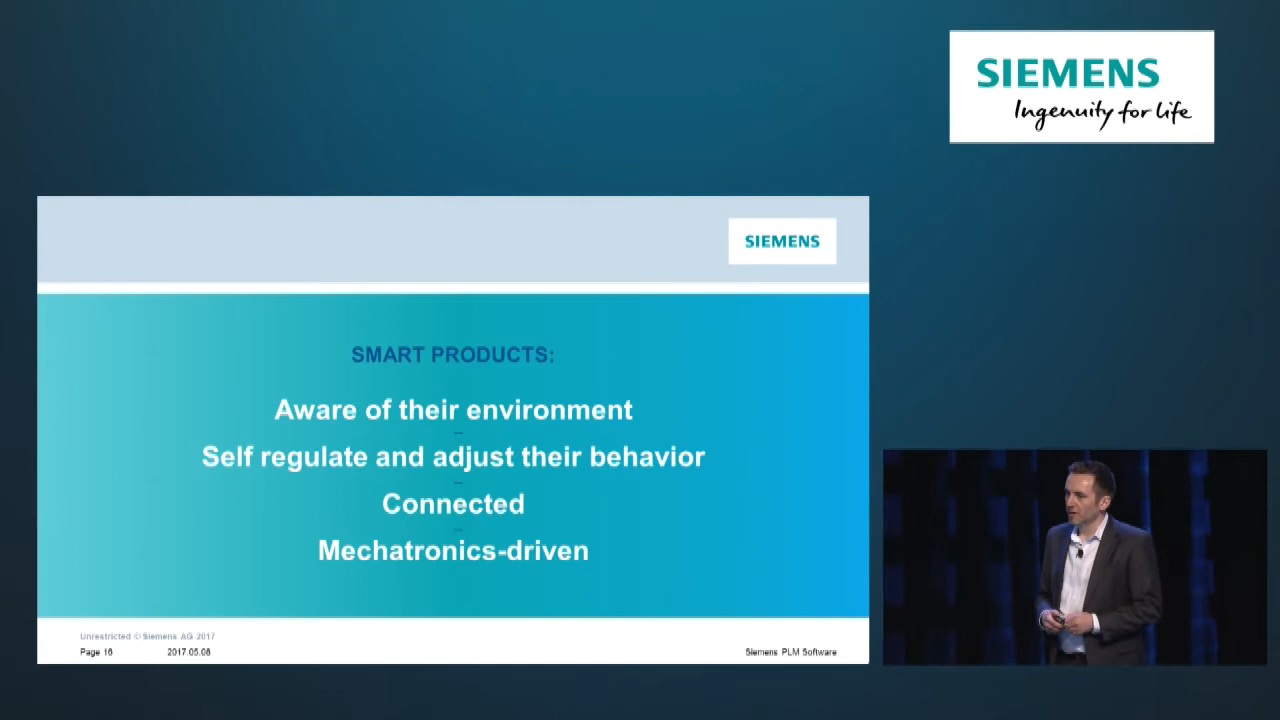 SIEMENS
Ingenuity for life
SIEMENS
SMART PRODUCTS:
Aware of their environment
Self regulate and adjust their behavior
Connected
Mechatronics-driven
Unrestricted © Siemens AG 2017
Page 16
2017.05.08
Siemens PLM Software